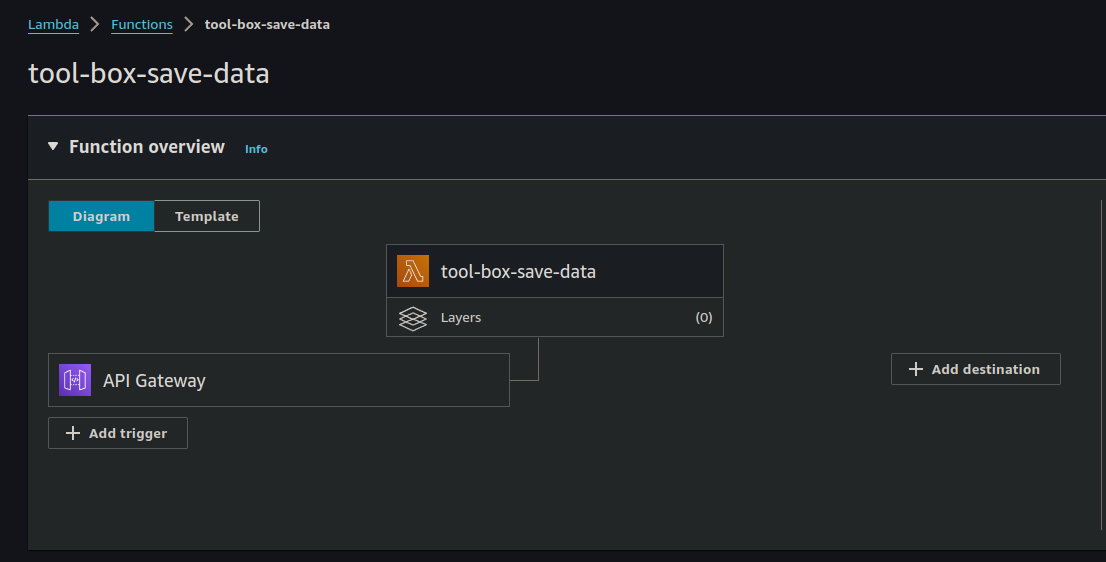 Lambda > Functions > tool-box-save-data
tool-box-save-data
Function overview Info
Diagram Template
tool-box-save-data
Layers (0)
API Gateway
+ Add destination
+ Add trigger